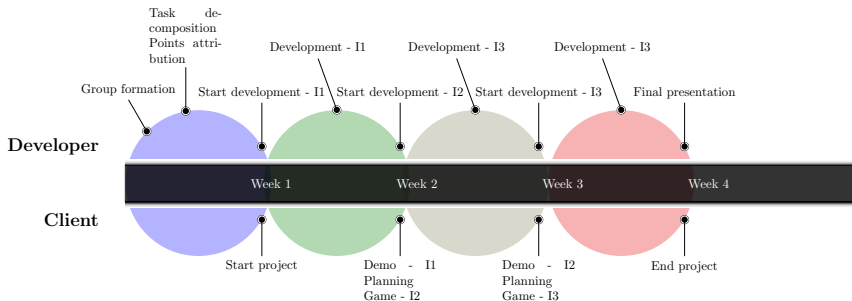 Task de-
composition
Points attri-
bution
Development - I1
Development - I3
Development - I3
Group formation
Start development - I1
Start development - I2
Start development - I3
Final presentation
Developer
Week 1
Week 2
Week 3
Week 4
Client
Start project
Demo - I1
Planning
Game - I2
Demo - I2
Planning
Game - I3
End project